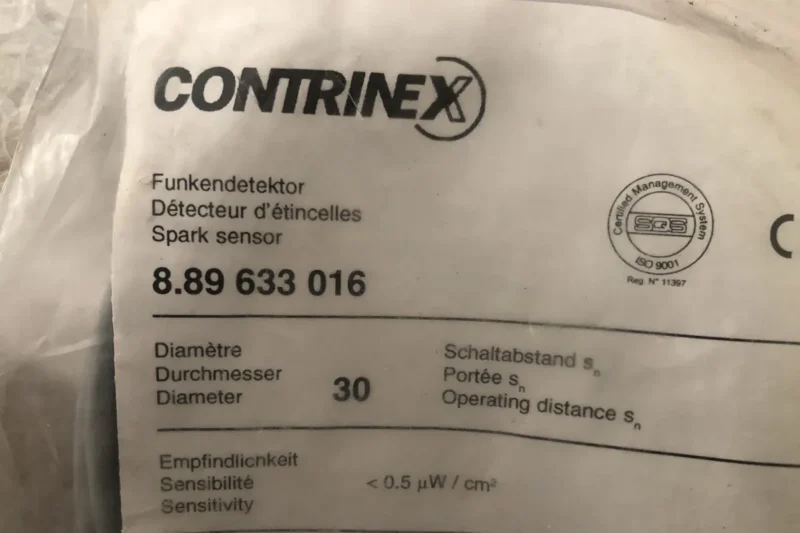 CONTRINEX
Funkendetektor
Détecteur d'étincelles
Spark sensor
8.89 633 016
Certified Management System
SQS
ISO 9001
Reg. N° 11397
Diamètre
Durchmesser
Diameter
30
Schaltabstand sn
Portée sn
Operating distance sn
Empfindlichkeit
Sensibilité
Sensitivity
< 0.5 µW / cm²